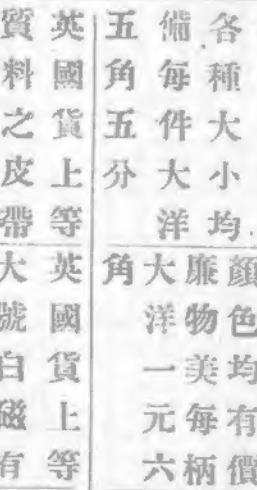 各種大小均
備每件大洋
五角五分
英國貨上等
質料之皮帶
顏色均有價
廉物美每柄
大洋一元六
角
英國貨上等
大號白磁有